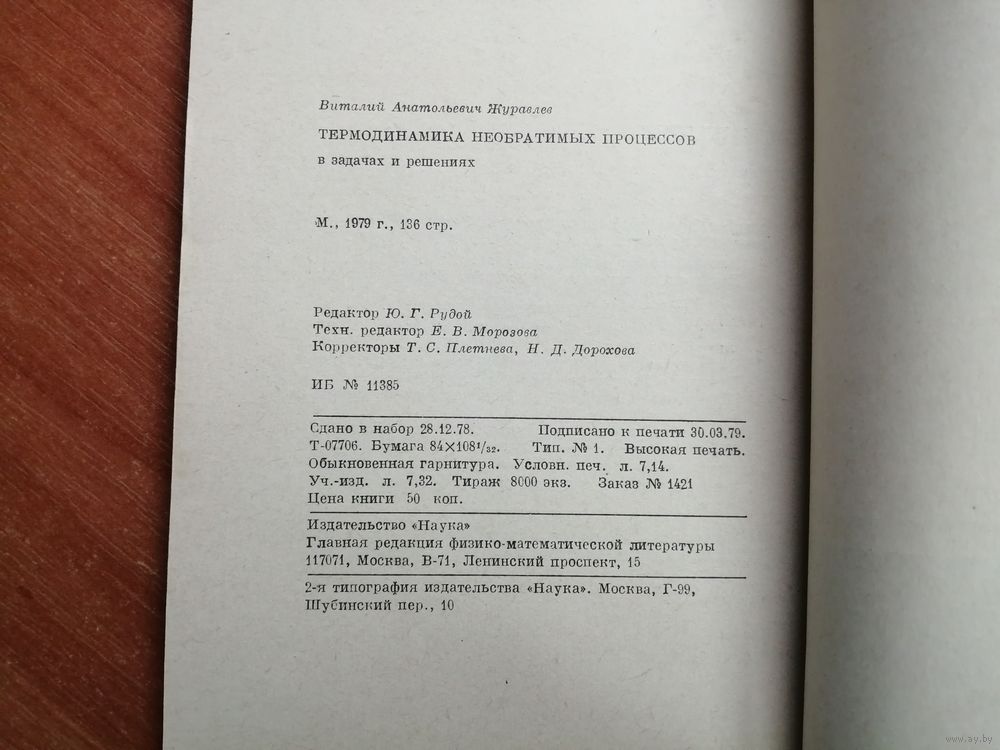 Виталий Анатольевич Журавлев
ТЕРМОДИНАМИКА НЕОБРАТИМЫХ ПРОЦЕССОВ
в задачах и решениях
М., 1979 г., 136 стр.
Редактор Ю. Г. Рудой
Техн. редактор Е. В. Морозова
Корректоры Т. С. Плетнева, Н. Д. Дорохова
ИБ № 11385
Сдано в набор 28.12.78. Подписано к печати 30.03.79.
Т-07706. Бумага 84×108¹/₃₂. Тип. № 1. Высокая печать.
Обыкновенная гарнитура. Условн. печ. л. 7,14.
Уч.-изд. л. 7,32. Тираж 8000 экз. Заказ № 1421
Цена книги 50 коп.
Издательство «Наука»
Главная редакция физико-математической литературы
117071, Москва, В-71, Ленинский проспект, 15
2-я типография издательства «Наука». Москва, Г-99,
Шубинский пер., 10
www.ay.by